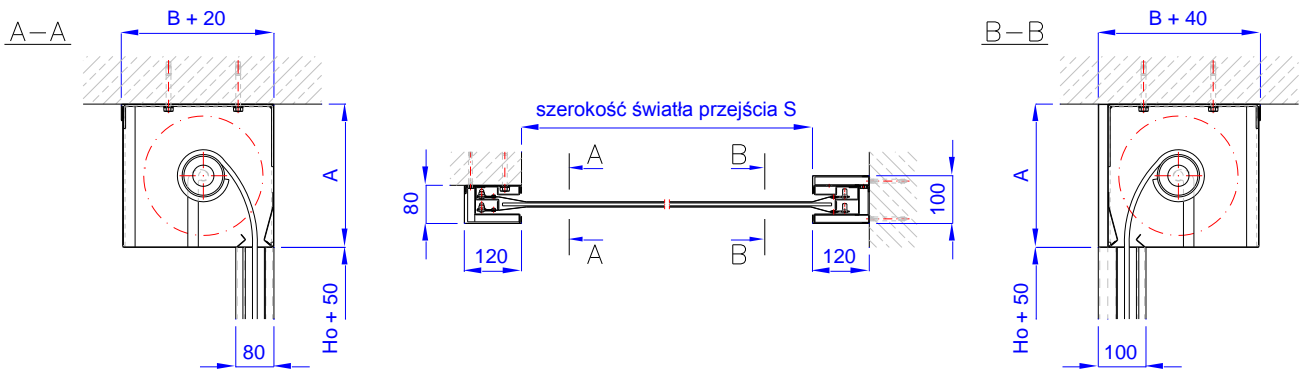 A-A
B + 20
A
Ho + 50
80
szerokość światła przejścia S
A
B
80
100
A
B
120
120
B-B
B + 40
A
Ho + 50
100